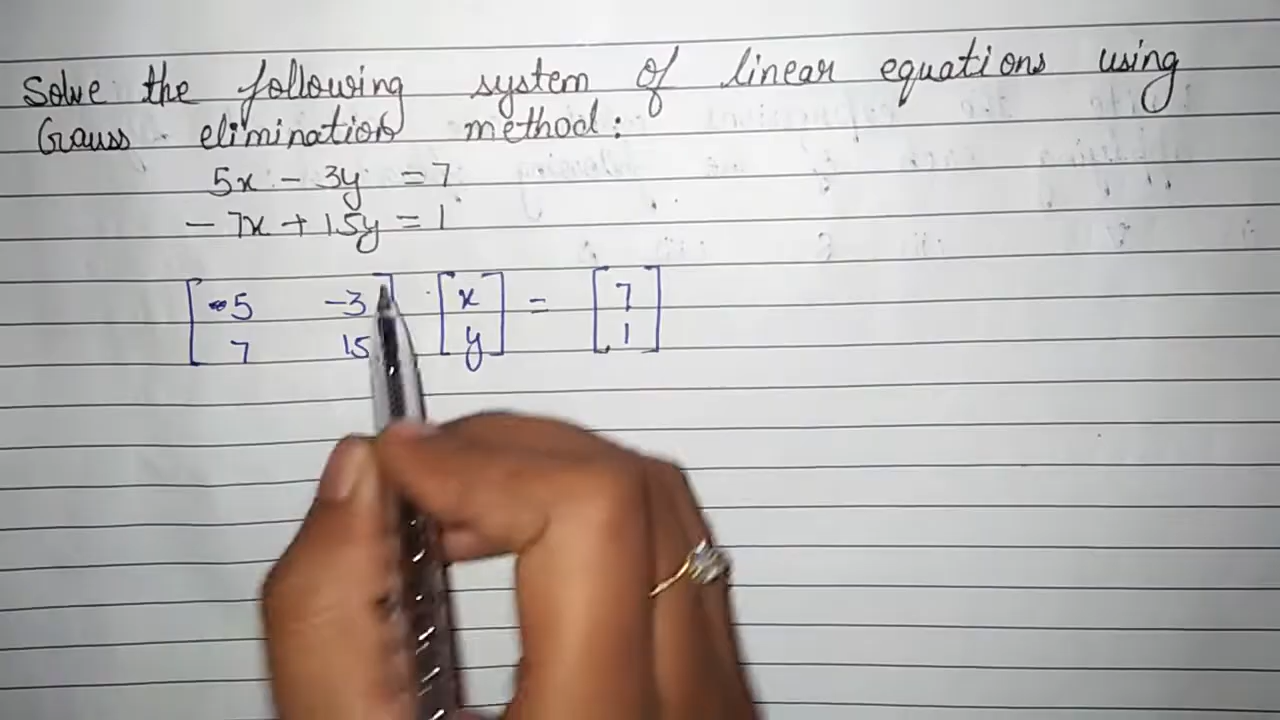 Solve the following system of linear equations using
Gauss elimination method:
5x - 3y = 7
- 7x + 15y = 1
[5 -3] [x] = [7]
[7 15] [y] [1]